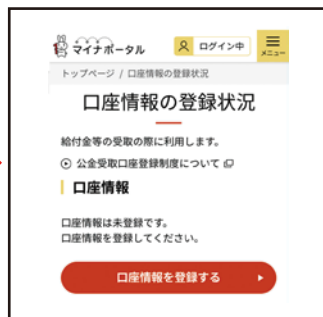 マイナポータル
ログイン中
メニュー
トップページ / 口座情報の登録状況
口座情報の登録状況
給付金等の受取の際に利用します。
公金受取口座登録制度について
口座情報
口座情報は未登録です。
口座情報を登録してください。
口座情報を登録する